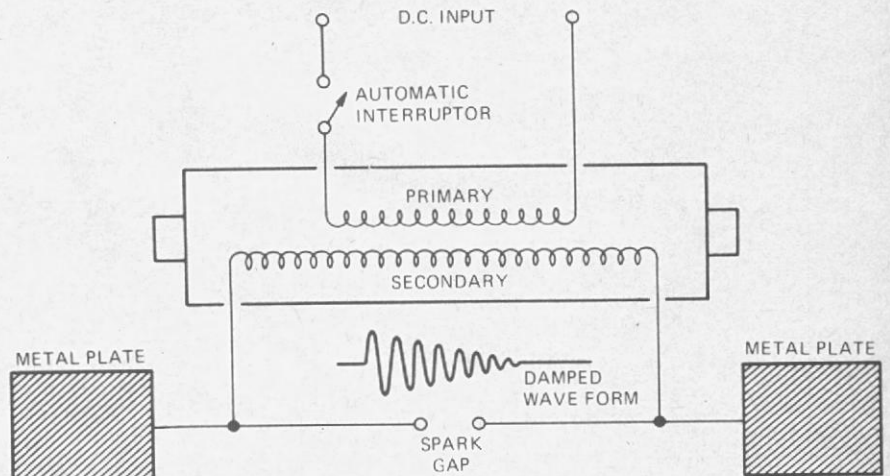 D.C. INPUT
AUTOMATIC
INTERRUPTOR
PRIMARY
SECONDARY
METAL PLATE
METAL PLATE
DAMPED
WAVE FORM
SPARK
GAP